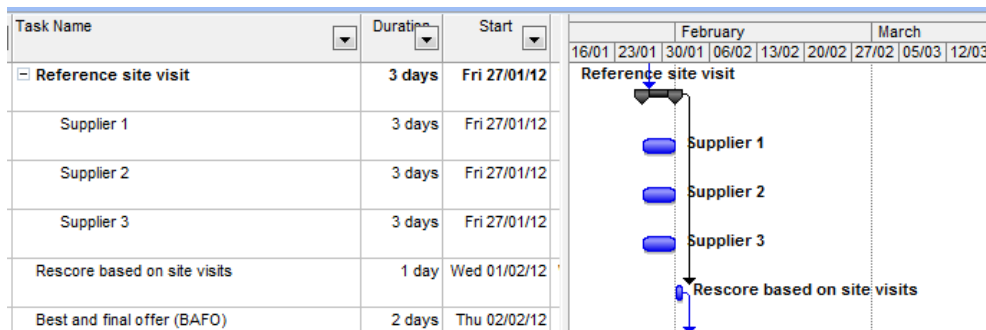 Task Name Duration Start
February March
16/01 23/01 30/01 06/02 13/02 20/02 27/02 05/03 12/03
Reference site visit 3 days Fri 27/01/12 Reference site visit
Supplier 1 3 days Fri 27/01/12 Supplier 1
Supplier 2 3 days Fri 27/01/12 Supplier 2
Supplier 3 3 days Fri 27/01/12 Supplier 3
Rescore based on site visits 1 day Wed 01/02/12 Rescore based on site visits
Best and final offer (BAFO) 2 days Thu 02/02/12